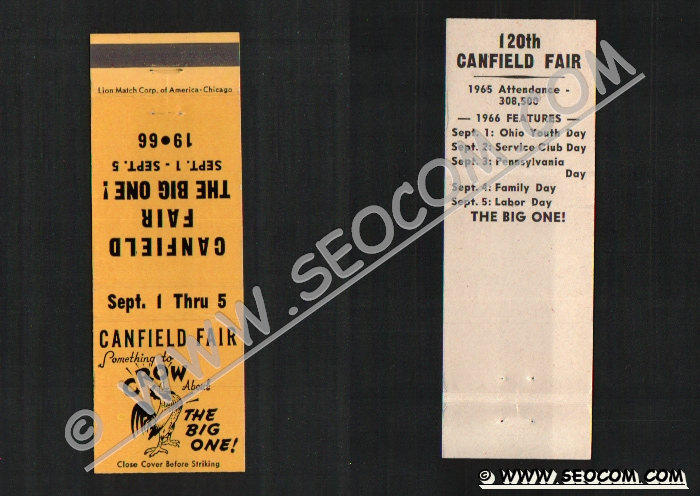 Lion Match Corp. of America - Chicago
CANFIELD
FAIR
THE BIG ONE!
SEPT. 1 - SEPT. 5
19•66
Sept. 1 Thru 5
CANFIELD FAIR
Something to
CROW
About
THE
BIG
ONE!
Close Cover Before Striking
120th
CANFIELD FAIR
1965 Attendance -
308,500
— 1966 FEATURES —
Sept. 1: Ohio Youth Day
Sept. 2: Service Club Day
Sept. 3: Pennsylvania
Day
Sept. 4: Family Day
Sept. 5: Labor Day
THE BIG ONE!
© WWW.SEOCOM.COM
© WWW.SEOCOM.COM